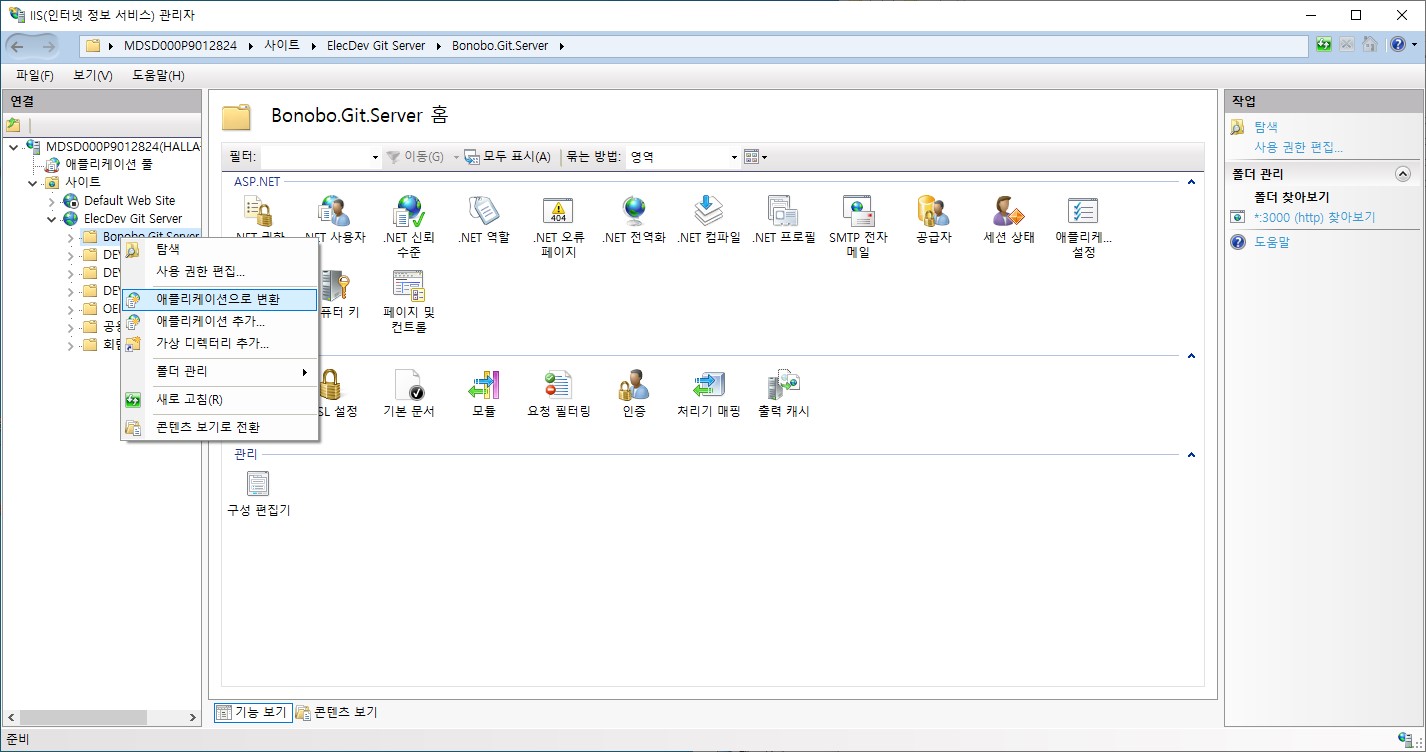 IIS(인터넷 정보 서비스) 관리자
MDSD000P9012824 사이트 ElecDev Git Server Bonobo.Git.Server
파일(F) 보기(V) 도움말(H)
연결
MDSD000P9012824(HALLA
애플리케이션 풀
사이트
Default Web Site
ElecDev Git Server
Bonobo.Git.Server
DE
DE
DE
OE
공용
회
탐색
사용 권한 편집...
애플리케이션으로 변환
애플리케이션 추가...
가상 디렉터리 추가...
폴더 관리
새로 고침(R)
콘텐츠 보기로 전환
Bonobo.Git.Server 홈
필터: 이동(G) 모두 표시(A) 묶는 방법: 영역
ASP.NET
.NET 권한
.NET 사용자
.NET 신뢰
수준
.NET 역할
.NET 오류
페이지
.NET 전역화
.NET 컴파일
.NET 프로필
SMTP 전자
메일
공급자
세션 상태
애플리케...
설정
퓨터 키
페이지 및
컨트롤
SL 설정
기본 문서
모듈
요청 필터링
인증
처리기 매핑
출력 캐시
관리
구성 편집기
기능 보기 콘텐츠 보기
작업
탐색
사용 권한 편집...
폴더 관리
폴더 찾아보기
*:3000 (http) 찾아보기
도움말
준비